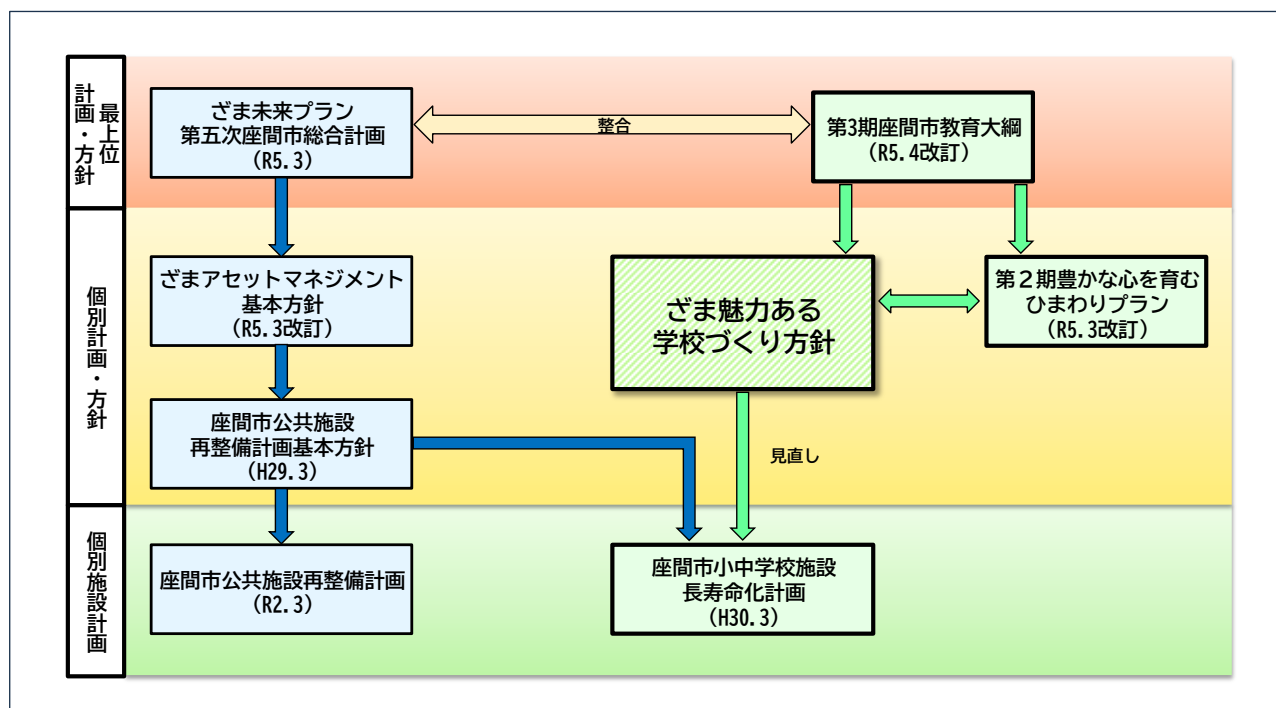 最上位
計画・方針
ざま未来プラン
第五次座間市総合計画
(R5.3)
整合
第3期座間市教育大綱
(R5.4改訂)
個別計画・方針
ざまアセットマネジメント
基本方針
(R5.3改訂)
ざま魅力ある
学校づくり方針
第２期豊かな心を育む
ひまわりプラン
(R5.3改訂)
座間市公共施設
再整備計画基本方針
(H29.3)
見直し
個別施設計画
座間市公共施設再整備計画
(R2.3)
座間市小中学校施設
長寿命化計画
(H30.3)